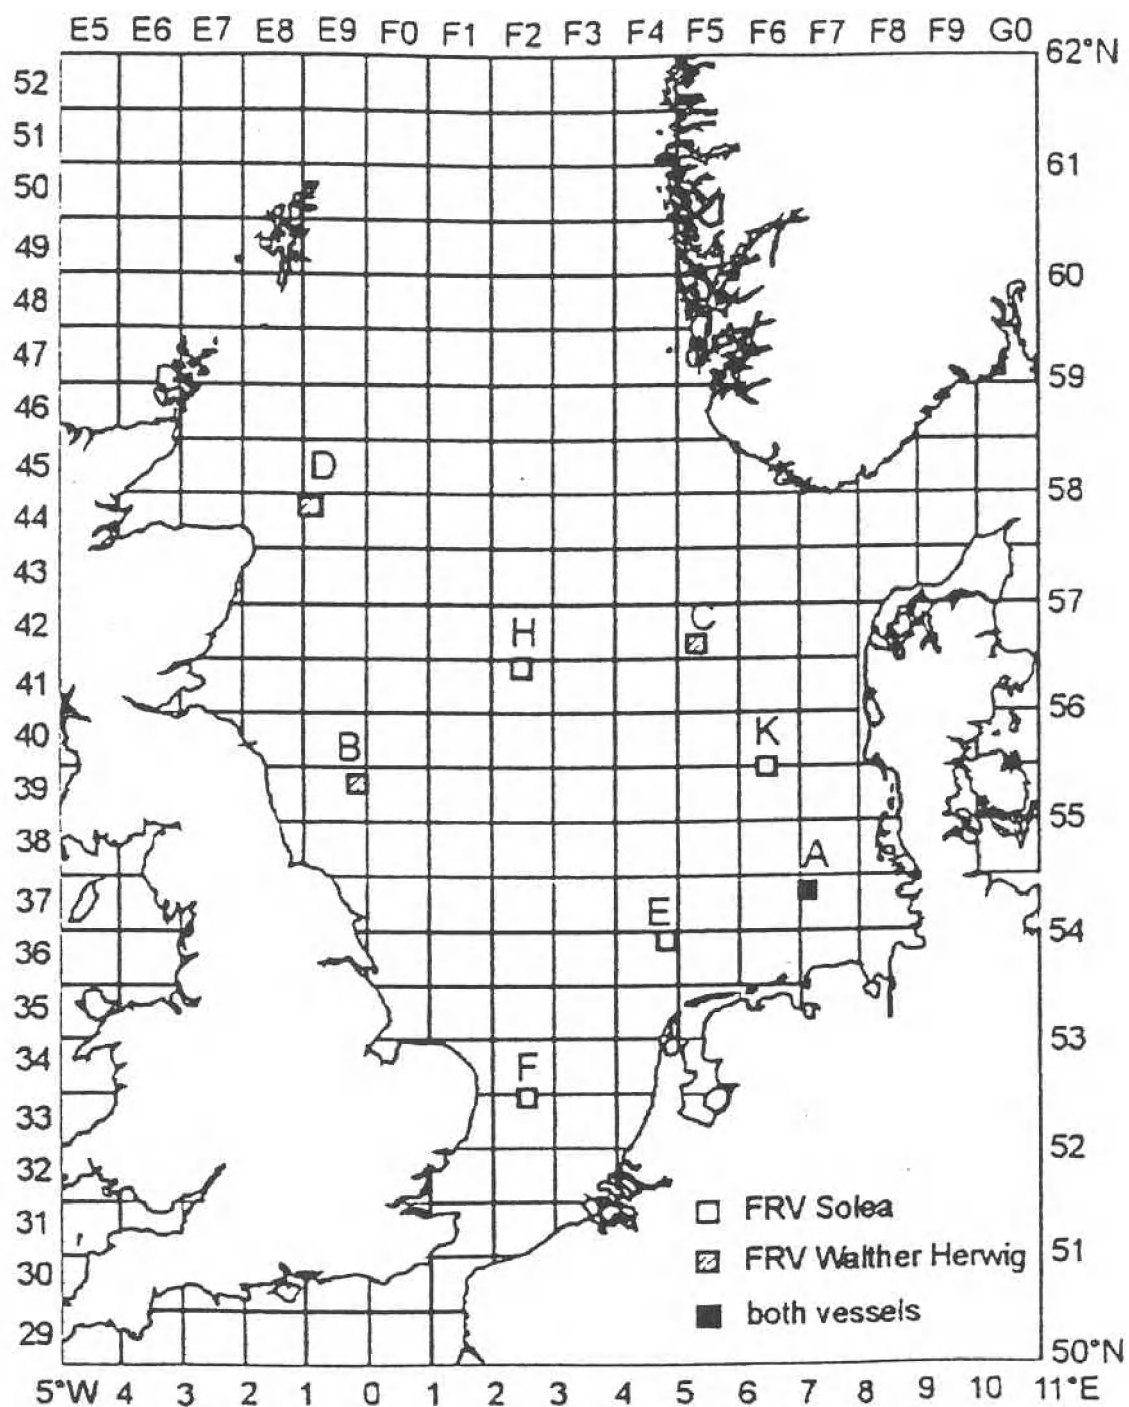 E5 E6 E7 E8 E9 F0 F1 F2 F3 F4 F5 F6 F7 F8 F9 G0
62°N
52
51
61
50
49
60
48
47
59
46
45
D
58
44
43
57
42
H
C
41
56
40
B
K
39
55
38
A
37
E
54
36
35
53
34
F
33
52
32
FRV Solea
31
51
FRV Walther Herwig
30
both vessels
29
50°N
5°W 4 3 2 1 0 1 2 3 4 5 6 7 8 9 10 11°E